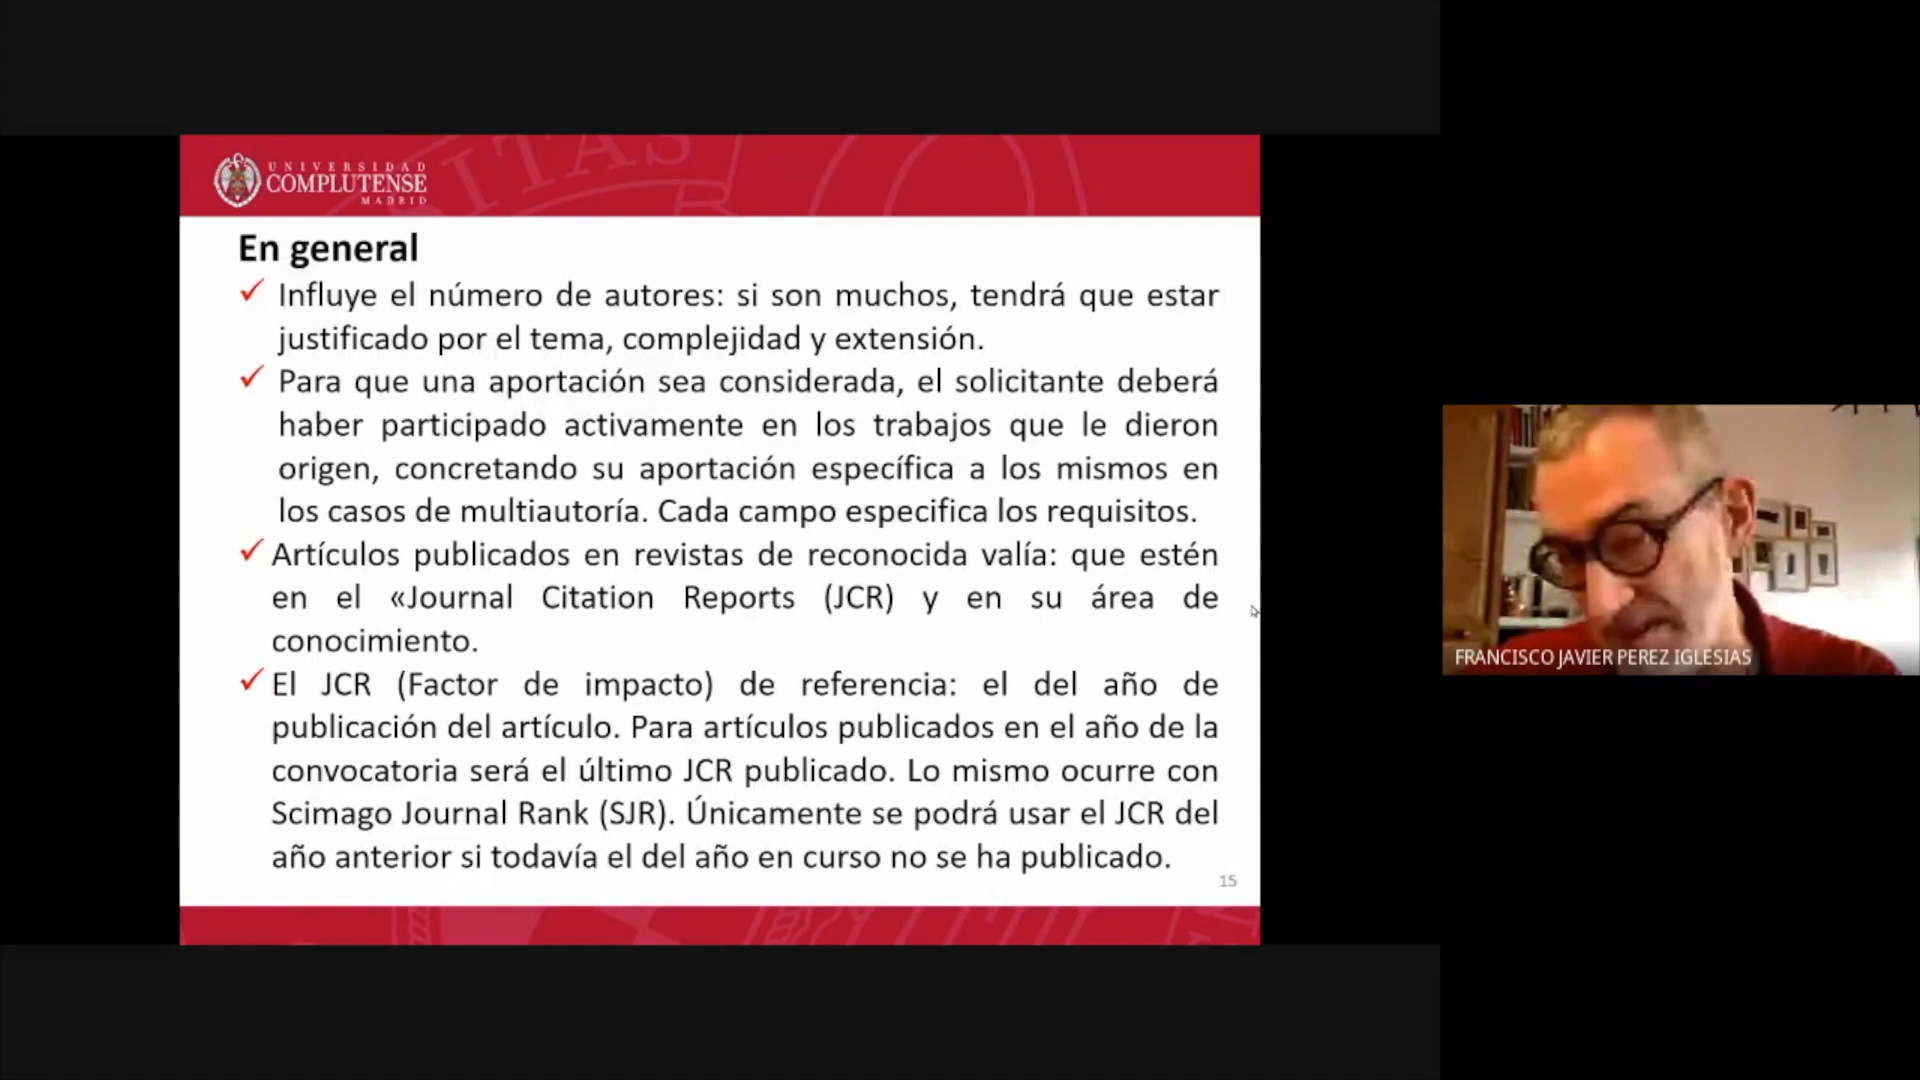 UNIVERSIDAD
COMPLUTENSE
MADRID
SITAS
En general
✓ Influye el número de autores: si son muchos, tendrá que estar
justificado por el tema, complejidad y extensión.
✓ Para que una aportación sea considerada, el solicitante deberá
haber participado activamente en los trabajos que le dieron
origen, concretando su aportación específica a los mismos en
los casos de multiautoría. Cada campo especifica los requisitos.
✓ Artículos publicados en revistas de reconocida valía: que estén
en el «Journal Citation Reports (JCR) y en su área de
conocimiento.
✓ El JCR (Factor de impacto) de referencia: el del año de
publicación del artículo. Para artículos publicados en el año de la
convocatoria será el último JCR publicado. Lo mismo ocurre con
Scimago Journal Rank (SJR). Únicamente se podrá usar el JCR del
año anterior si todavía el del año en curso no se ha publicado.
15
FRANCISCO JAVIER PEREZ IGLESIAS